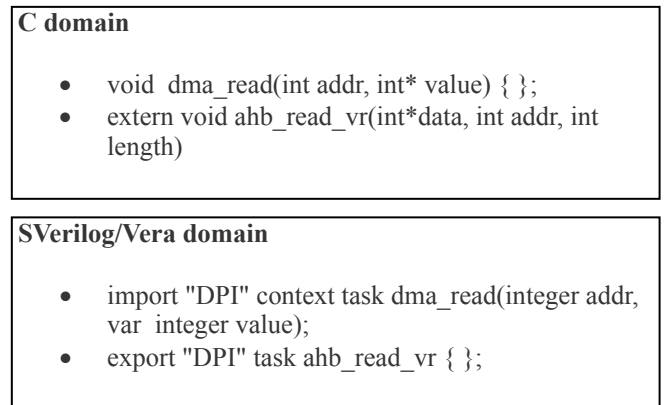 C domain
• void dma_read(int addr, int* value) { };
• extern void ahb_read_vr(int*data, int addr, int
length)
SVerilog/Vera domain
• import "DPI" context task dma_read(integer addr,
var integer value);
• export "DPI" task ahb_read_vr { };